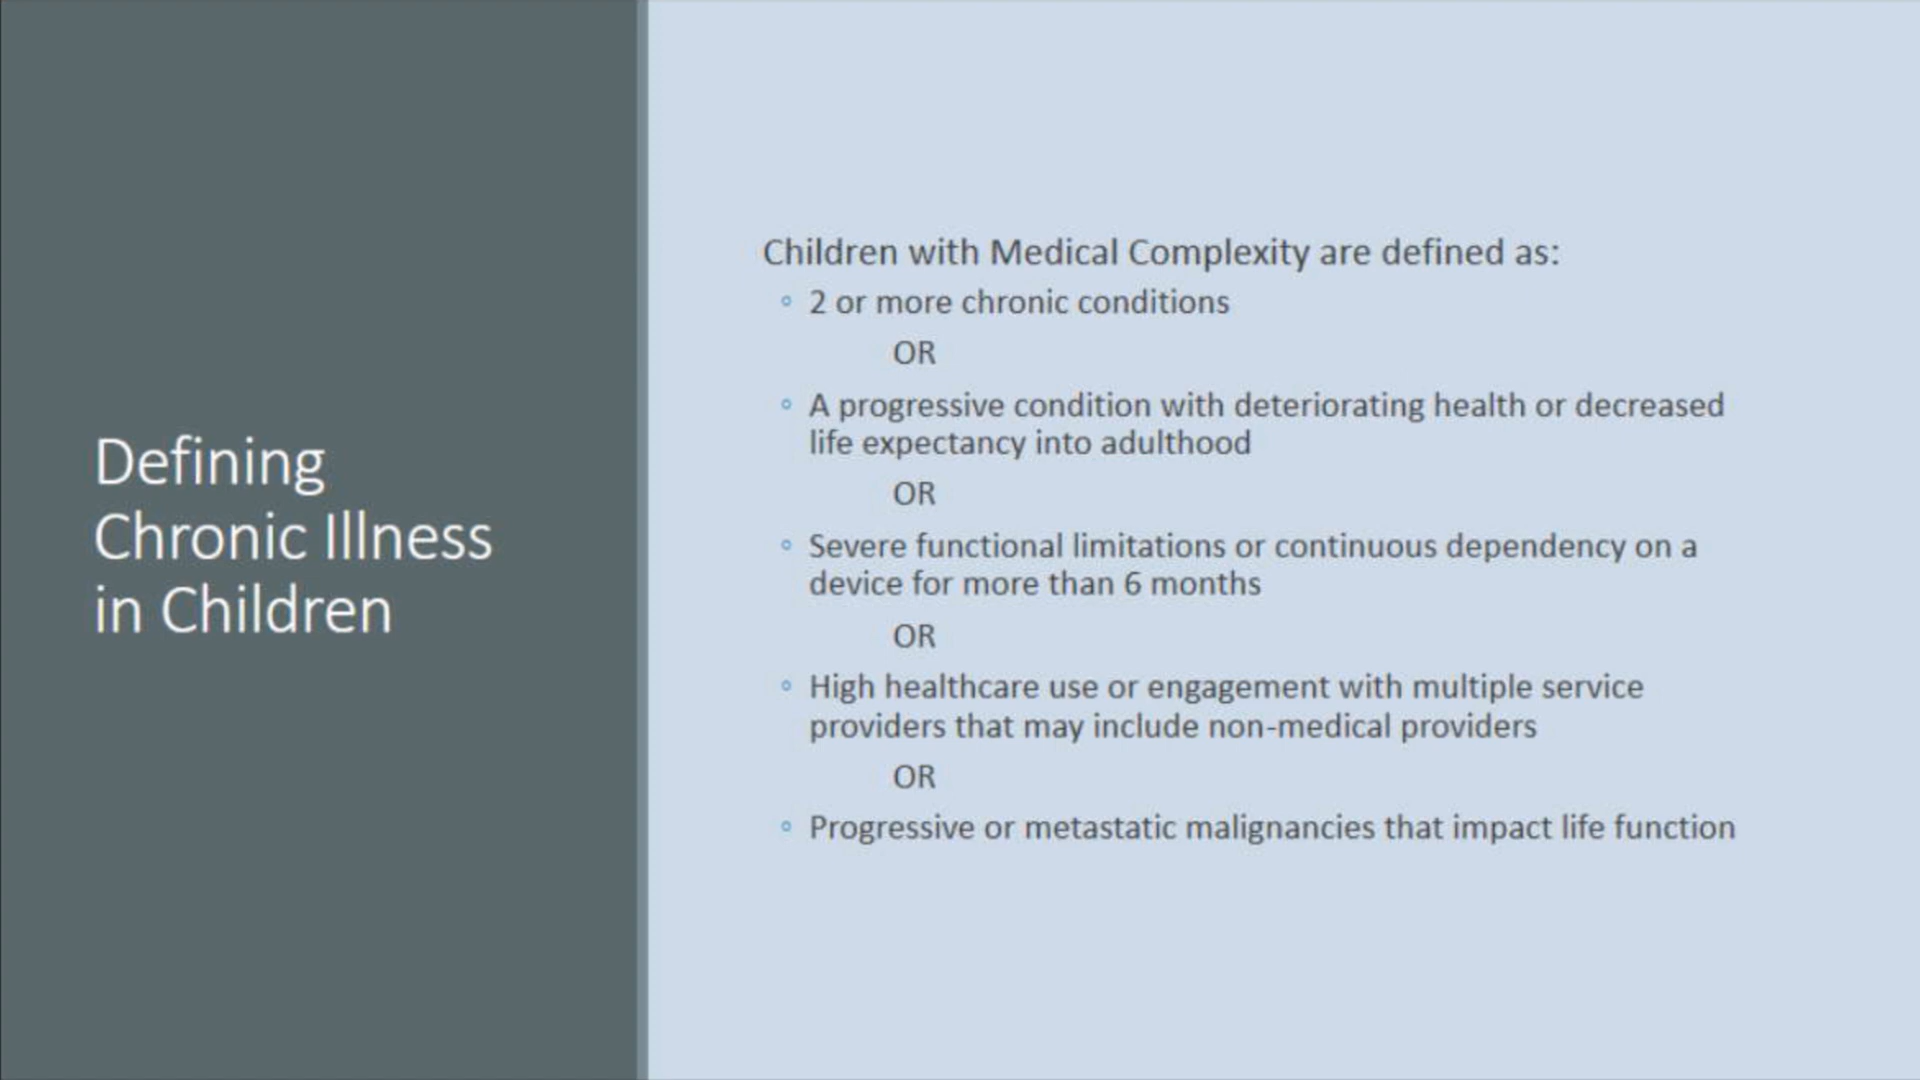 Defining
Chronic Illness
in Children
Children with Medical Complexity are defined as:
◦ 2 or more chronic conditions
OR
◦ A progressive condition with deteriorating health or decreased
life expectancy into adulthood
OR
◦ Severe functional limitations or continuous dependency on a
device for more than 6 months
OR
◦ High healthcare use or engagement with multiple service
providers that may include non-medical providers
OR
◦ Progressive or metastatic malignancies that impact life function